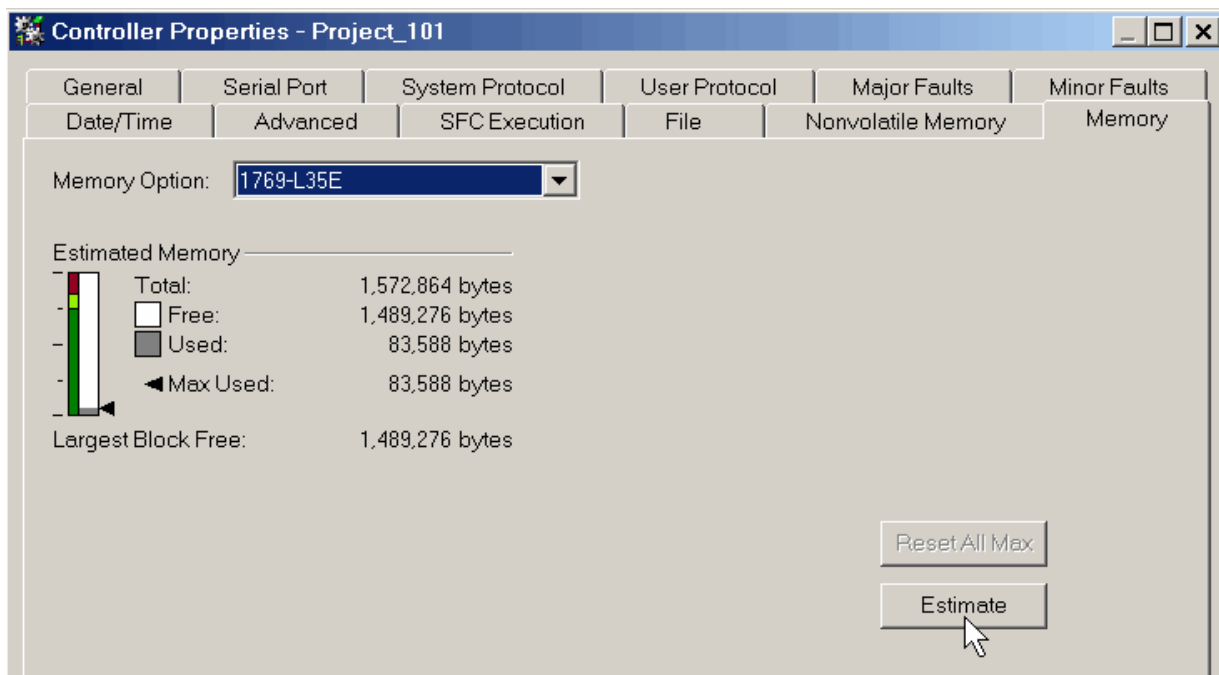 Controller Properties - Project_101
General Serial Port System Protocol User Protocol Major Faults Minor Faults
Date/Time Advanced SFC Execution File Nonvolatile Memory Memory
Memory Option: 1769-L35E
Estimated Memory
Total: 1,572,864 bytes
Free: 1,489,276 bytes
Used: 83,588 bytes
Max Used: 83,588 bytes
Largest Block Free: 1,489,276 bytes
Reset All Max
Estimate